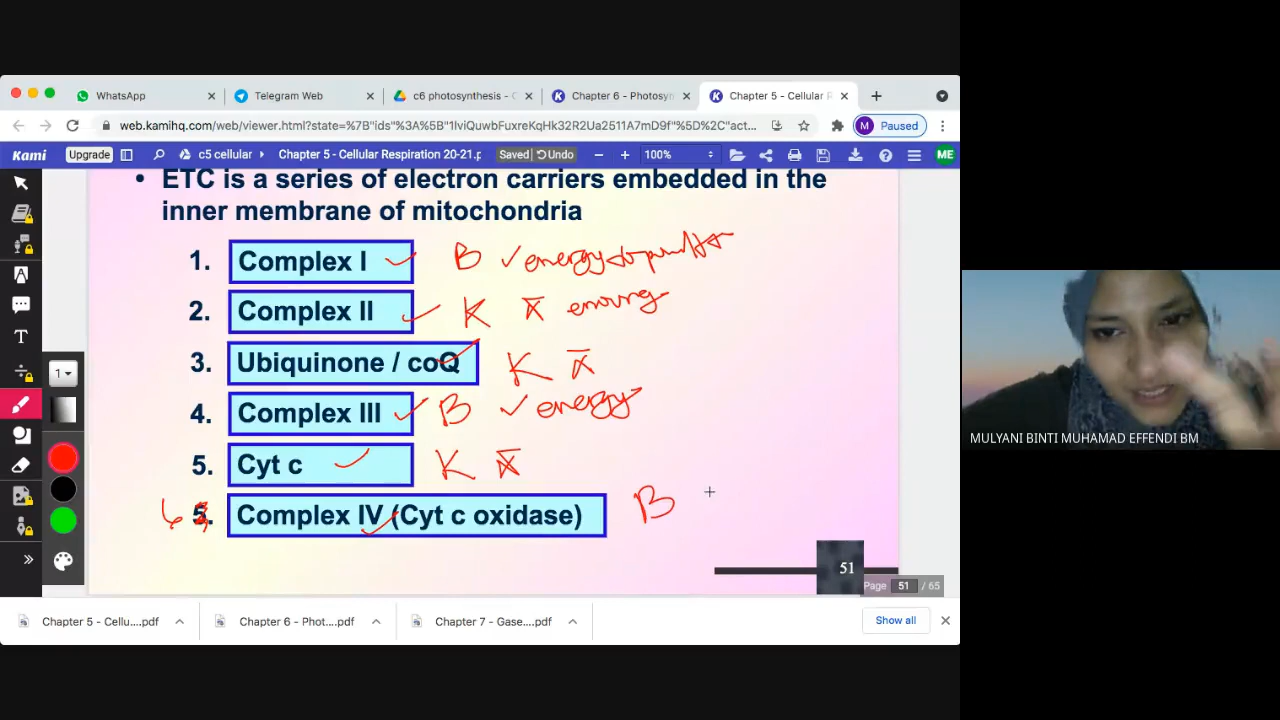 WhatsApp
Telegram Web
c6 photosynthesis - G
Chapter 6 - Photosyn
Chapter 5 - Cellular R
web.kamihq.com/web/viewer.html?state=%7B"ids"%3A%5B"1lviQuwbFuxreKqHk32R2Ua2511A7mD9f"%5D%2C"act...
M Paused
Kami
Upgrade
c5 cellular
Chapter 5 - Cellular Respiration 20-21.p
Saved
Undo
100%
ME
• ETC is a series of electron carriers embedded in the
inner membrane of mitochondria
1. Complex I B energy
2. Complex II K
3. Ubiquinone / coQ K
4. Complex III B energy
5. Cyt c K
6 5. Complex IV (Cyt c oxidase) B
51
Page 51 / 65
1
T
Chapter 5 - Cellu....pdf
Chapter 6 - Phot....pdf
Chapter 7 - Gase....pdf
Show all
MULYANI BINTI MUHAMAD EFFENDI BM